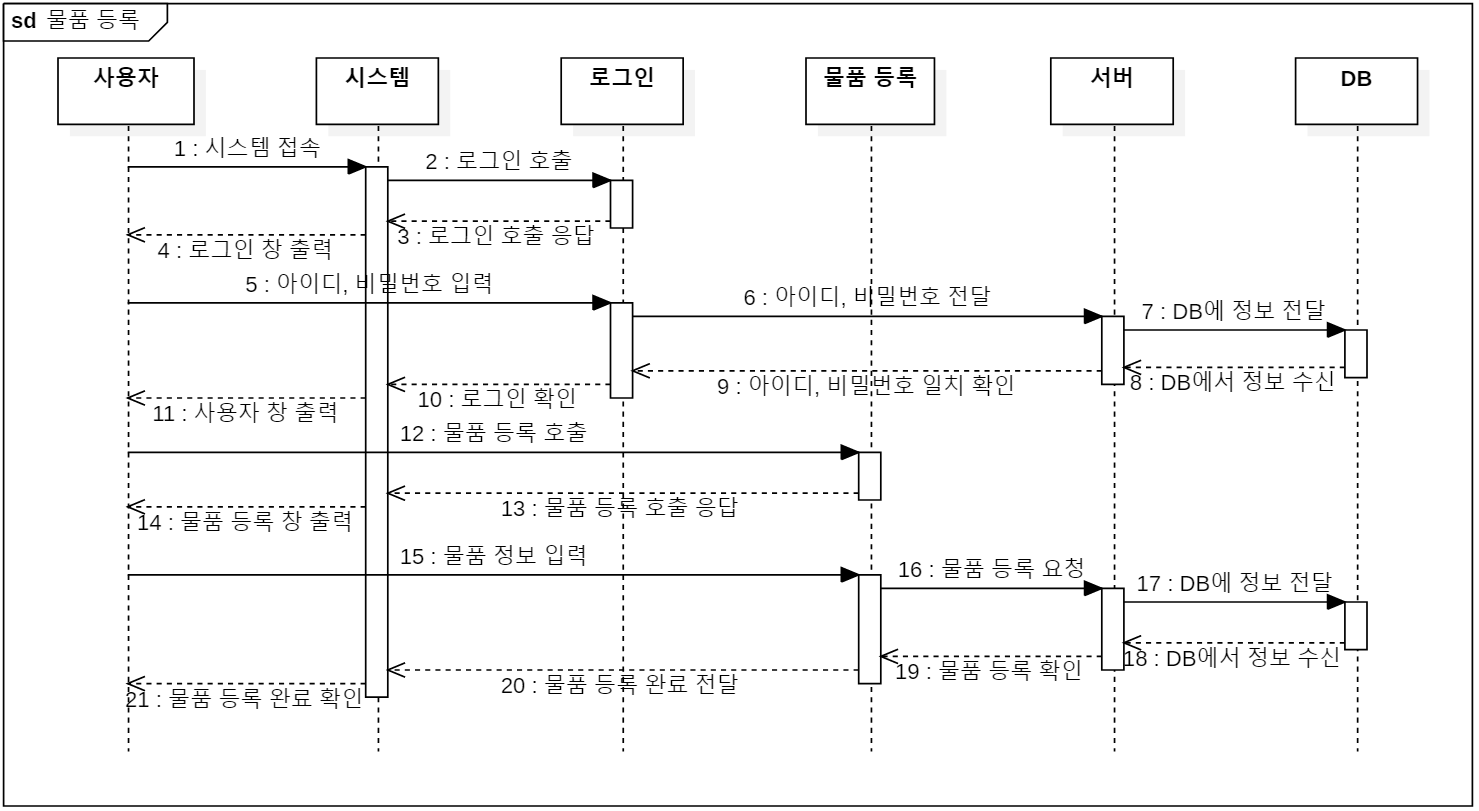 sd 물품 등록
사용자
시스템
로그인
물품 등록
서버
DB
1 : 시스템 접속
2 : 로그인 호출
3 : 로그인 호출 응답
4 : 로그인 창 출력
5 : 아이디, 비밀번호 입력
6 : 아이디, 비밀번호 전달
7 : DB에 정보 전달
8 : DB에서 정보 수신
9 : 아이디, 비밀번호 일치 확인
10 : 로그인 확인
11 : 사용자 창 출력
12 : 물품 등록 호출
13 : 물품 등록 호출 응답
14 : 물품 등록 창 출력
15 : 물품 정보 입력
16 : 물품 등록 요청
17 : DB에 정보 전달
18 : DB에서 정보 수신
19 : 물품 등록 확인
20 : 물품 등록 완료 전달
21 : 물품 등록 완료 확인